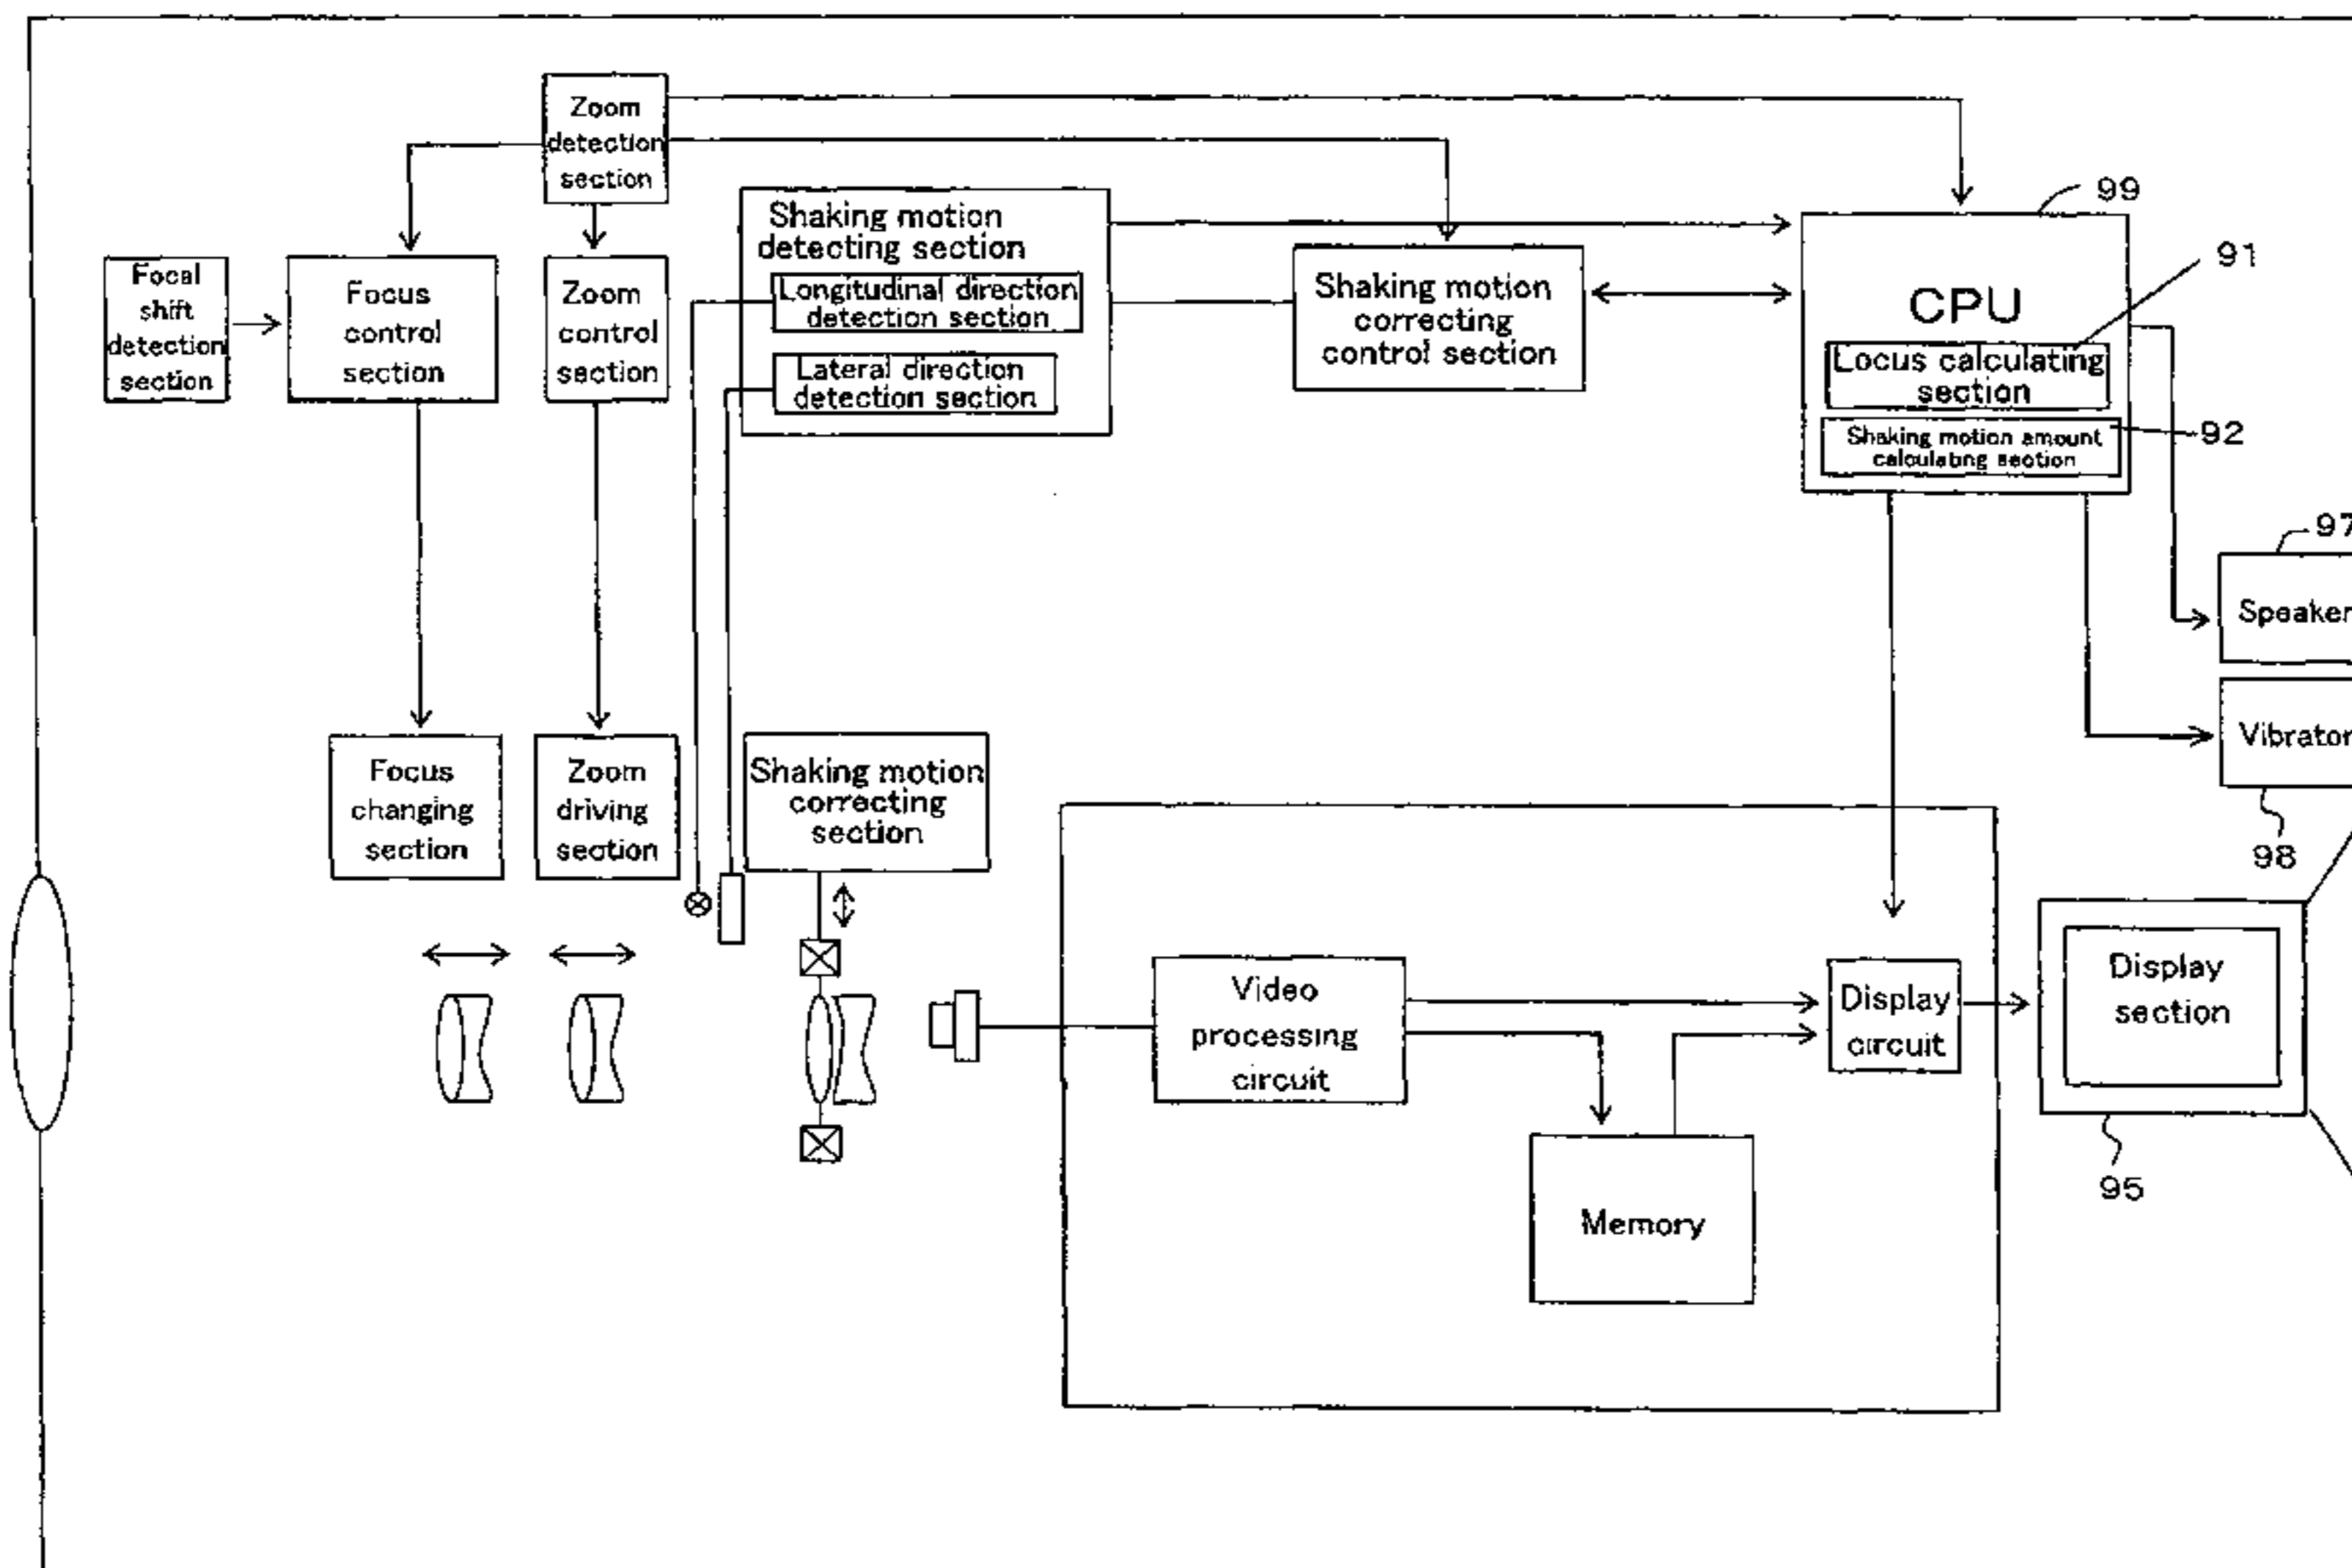 Zoom
detection
section
Shaking motion
detecting section
Longitudinal direction
detection section
Lateral direction
detection section
Focal
shift
detection
section
Focus
control
section
Zoom
control
section
Shaking motion
correcting
control section
99
CPU
91
Locus calculating
section
92
Shaking motion amount
calculatng section
97
Speaker
Vibrator
98
Focus
changing
section
Zoom
driving
section
Shaking motion
correcting
section
Video
processing
circuit
Display
circuit
Memory
Display
section
95